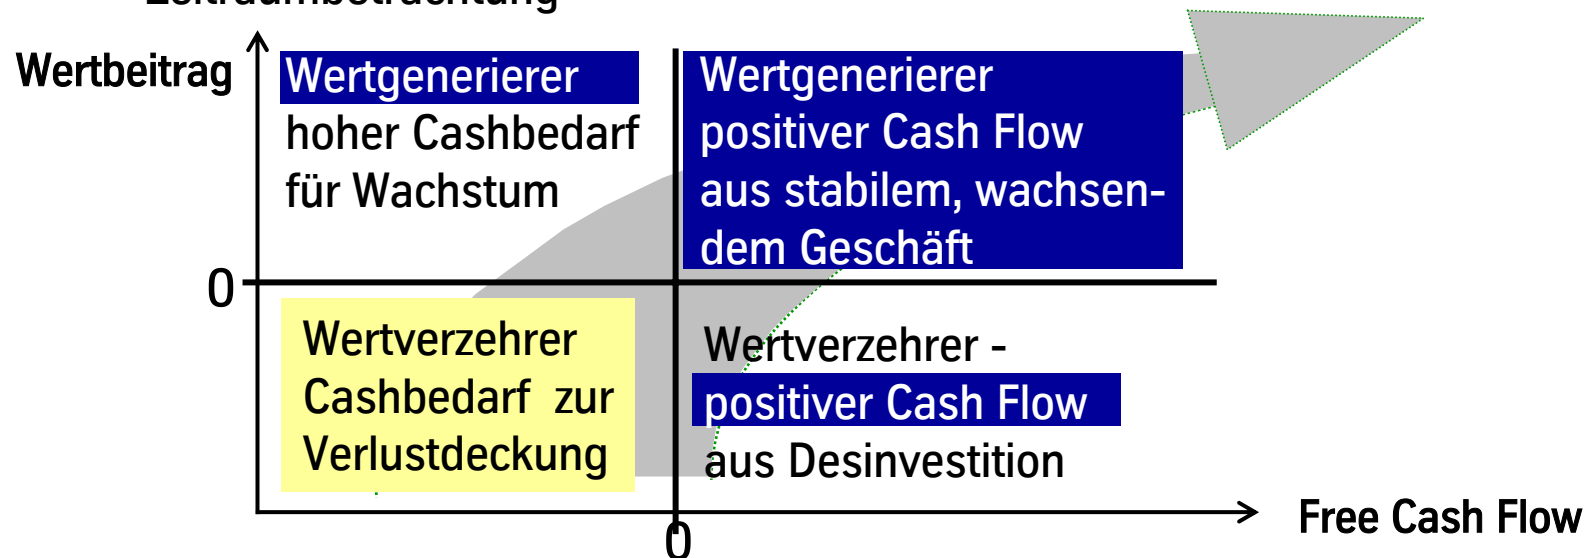 Zeitraumbetrachtung
Wertbeitrag
Wertgenerierer
hoher Cashbedarf
für Wachstum
Wertgenerierer
positiver Cash Flow
aus stabilem, wachsen-
dem Geschäft
0
Wertverzehrer
Cashbedarf zur
Verlustdeckung
Wertverzehrer -
positiver Cash Flow
aus Desinvestition
Free Cash Flow
0